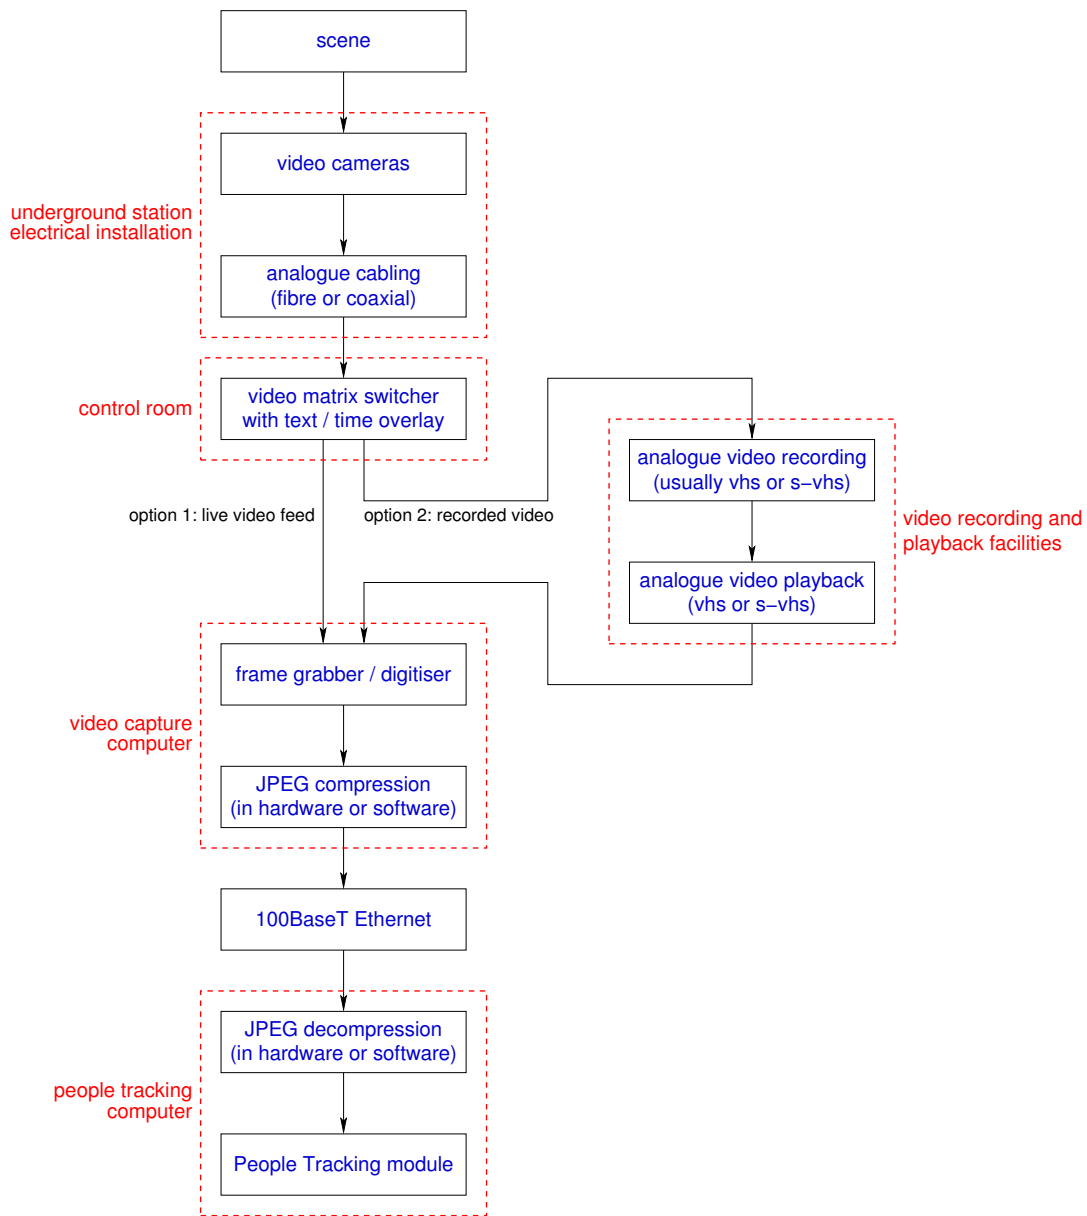 scene
video cameras
underground station
electrical installation
analogue cabling
(fibre or coaxial)
control room
video matrix switcher
with text / time overlay
analogue video recording
(usually vhs or s−vhs)
option 1: live video feed
option 2: recorded video
video recording and
playback facilities
analogue video playback
(vhs or s−vhs)
frame grabber / digitiser
video capture
computer
JPEG compression
(in hardware or software)
100BaseT Ethernet
JPEG decompression
(in hardware or software)
people tracking
computer
People Tracking module